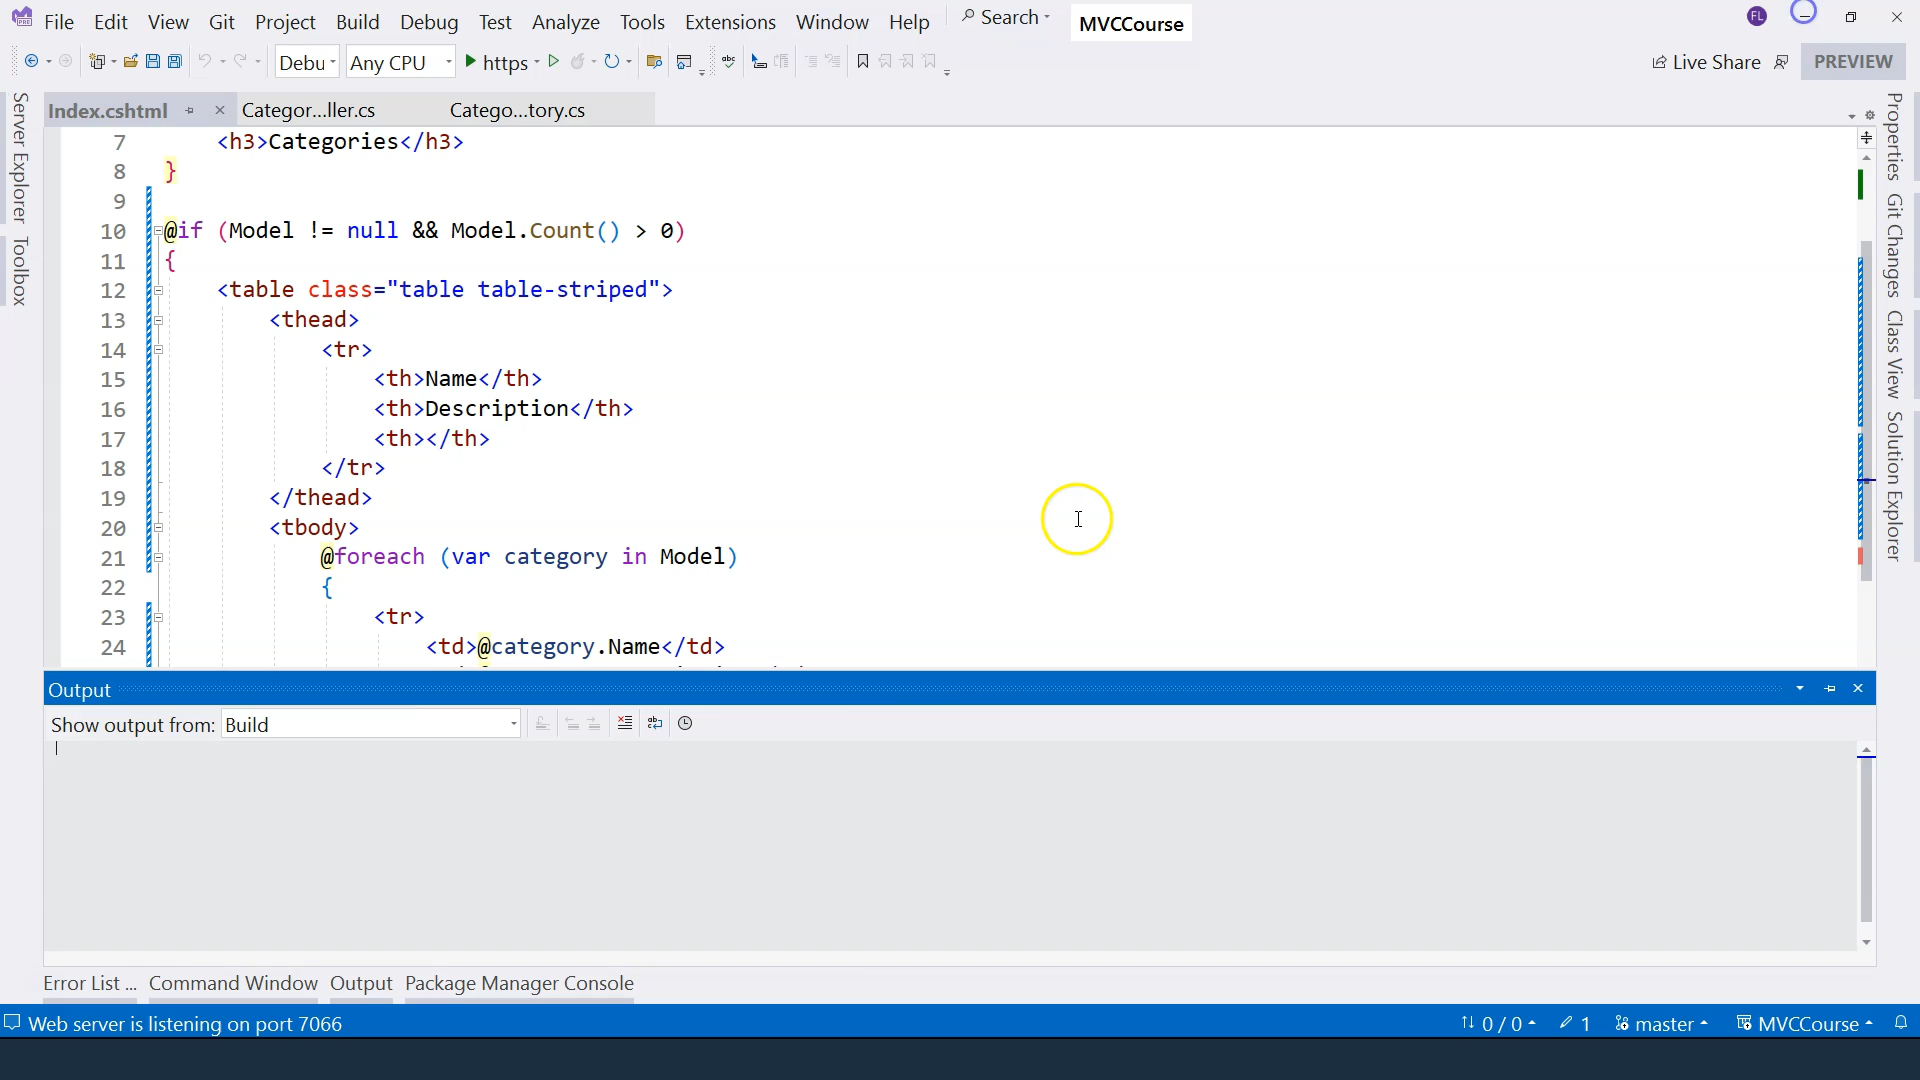 File Edit View Git Project Build Debug Test Analyze Tools Extensions Window Help Search MVCCourse
FL
Debu Any CPU https Live Share PREVIEW
Index.cshtml Categor...ller.cs Catego...tory.cs
Server Explorer
Toolbox
7 <h3>Categories</h3>
8 }
9
10 @if (Model != null && Model.Count() > 0)
11 {
12 <table class="table table-striped">
13 <thead>
14 <tr>
15 <th>Name</th>
16 <th>Description</th>
17 <th></th>
18 </tr>
19 </thead>
20 <tbody>
21 @foreach (var category in Model)
22 {
23 <tr>
24 <td>@category.Name</td>
Properties
Git Changes
Class View
Solution Explorer
Output
Show output from: Build
Error List ... Command Window Output Package Manager Console
Web server is listening on port 7066 0 / 0 1 master MVCCourse